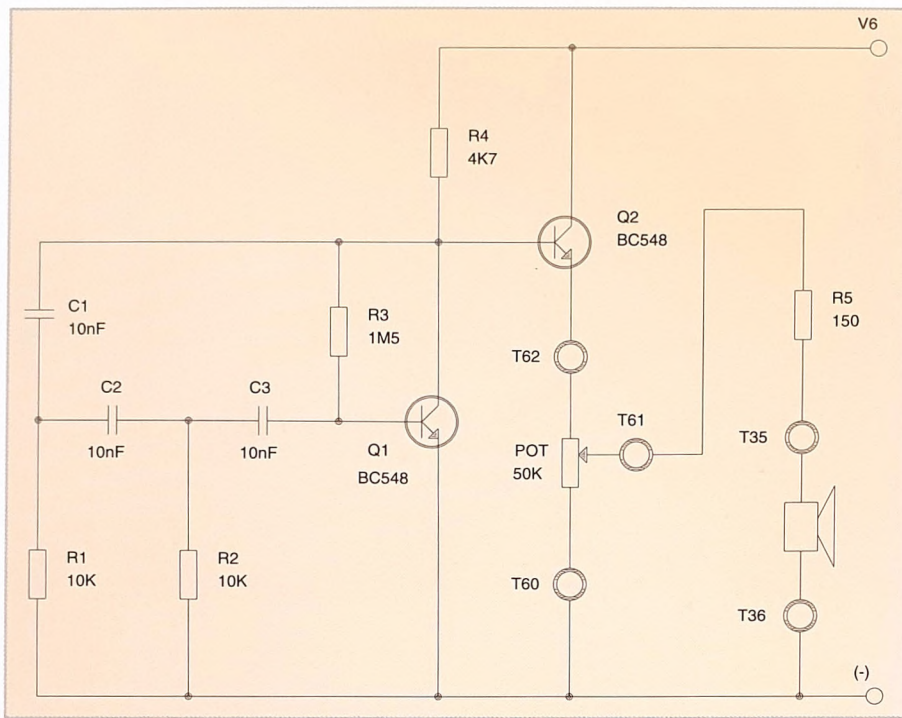 V6
R4
4K7
Q2
BC548
C1
10nF
R3
1M5
R5
150
T62
C2
10nF
C3
10nF
Q1
BC548
T61
POT
50K
T35
R1
10K
R2
10K
T60
T36
(-)